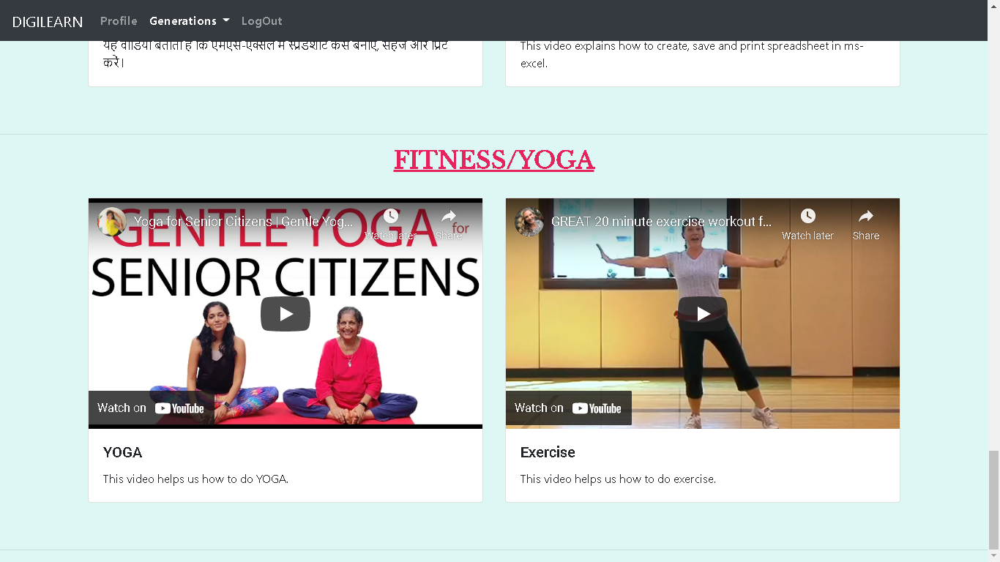 DIGILEARN Profile Generations LogOut
यह वीडियो बताता है कि एमएस-एक्सेल में स्प्रेडशीट कैसे बनाएं, सहेजें और प्रिंट
करें।
This video explains how to create, save and print spreadsheet in ms-
excel.
FITNESS/YOGA
Yoga for Senior Citizens | Gentle Yog...
Watch later
Share
GENTLE YOGA for
SENIOR CITIZENS
Watch on YouTube
YOGA
This video helps us how to do YOGA.
GREAT 20 minute exercise workout f...
Watch later
Share
Watch on YouTube
Exercise
This video helps us how to do exercise.